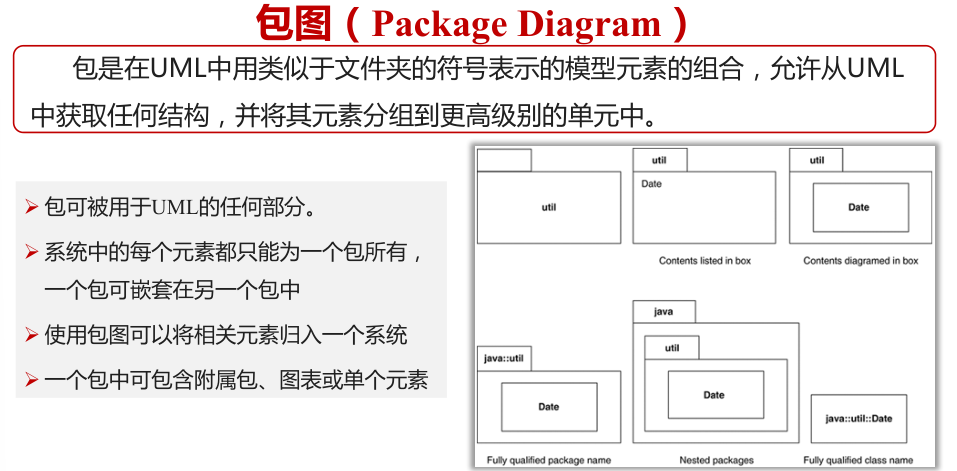 包图（Package Diagram）
包是在UML中用类似于文件夹的符号表示的模型元素的组合，允许从UML
中获取任何结构，并将其元素分组到更高级别的单元中。
包可被用于UML的任何部分。
系统中的每个元素都只能为一个包所有，
一个包可嵌套在另一个包中
使用包图可以将相关元素归入一个系统
一个包中可包含附属包、图表或单个元素
util
util
Date
Contents listed in box
util
Date
Contents diagramed in box
java::util
Date
Fully qualified package name
java
util
Date
Nested packages
java::util::Date
Fully qualified class name